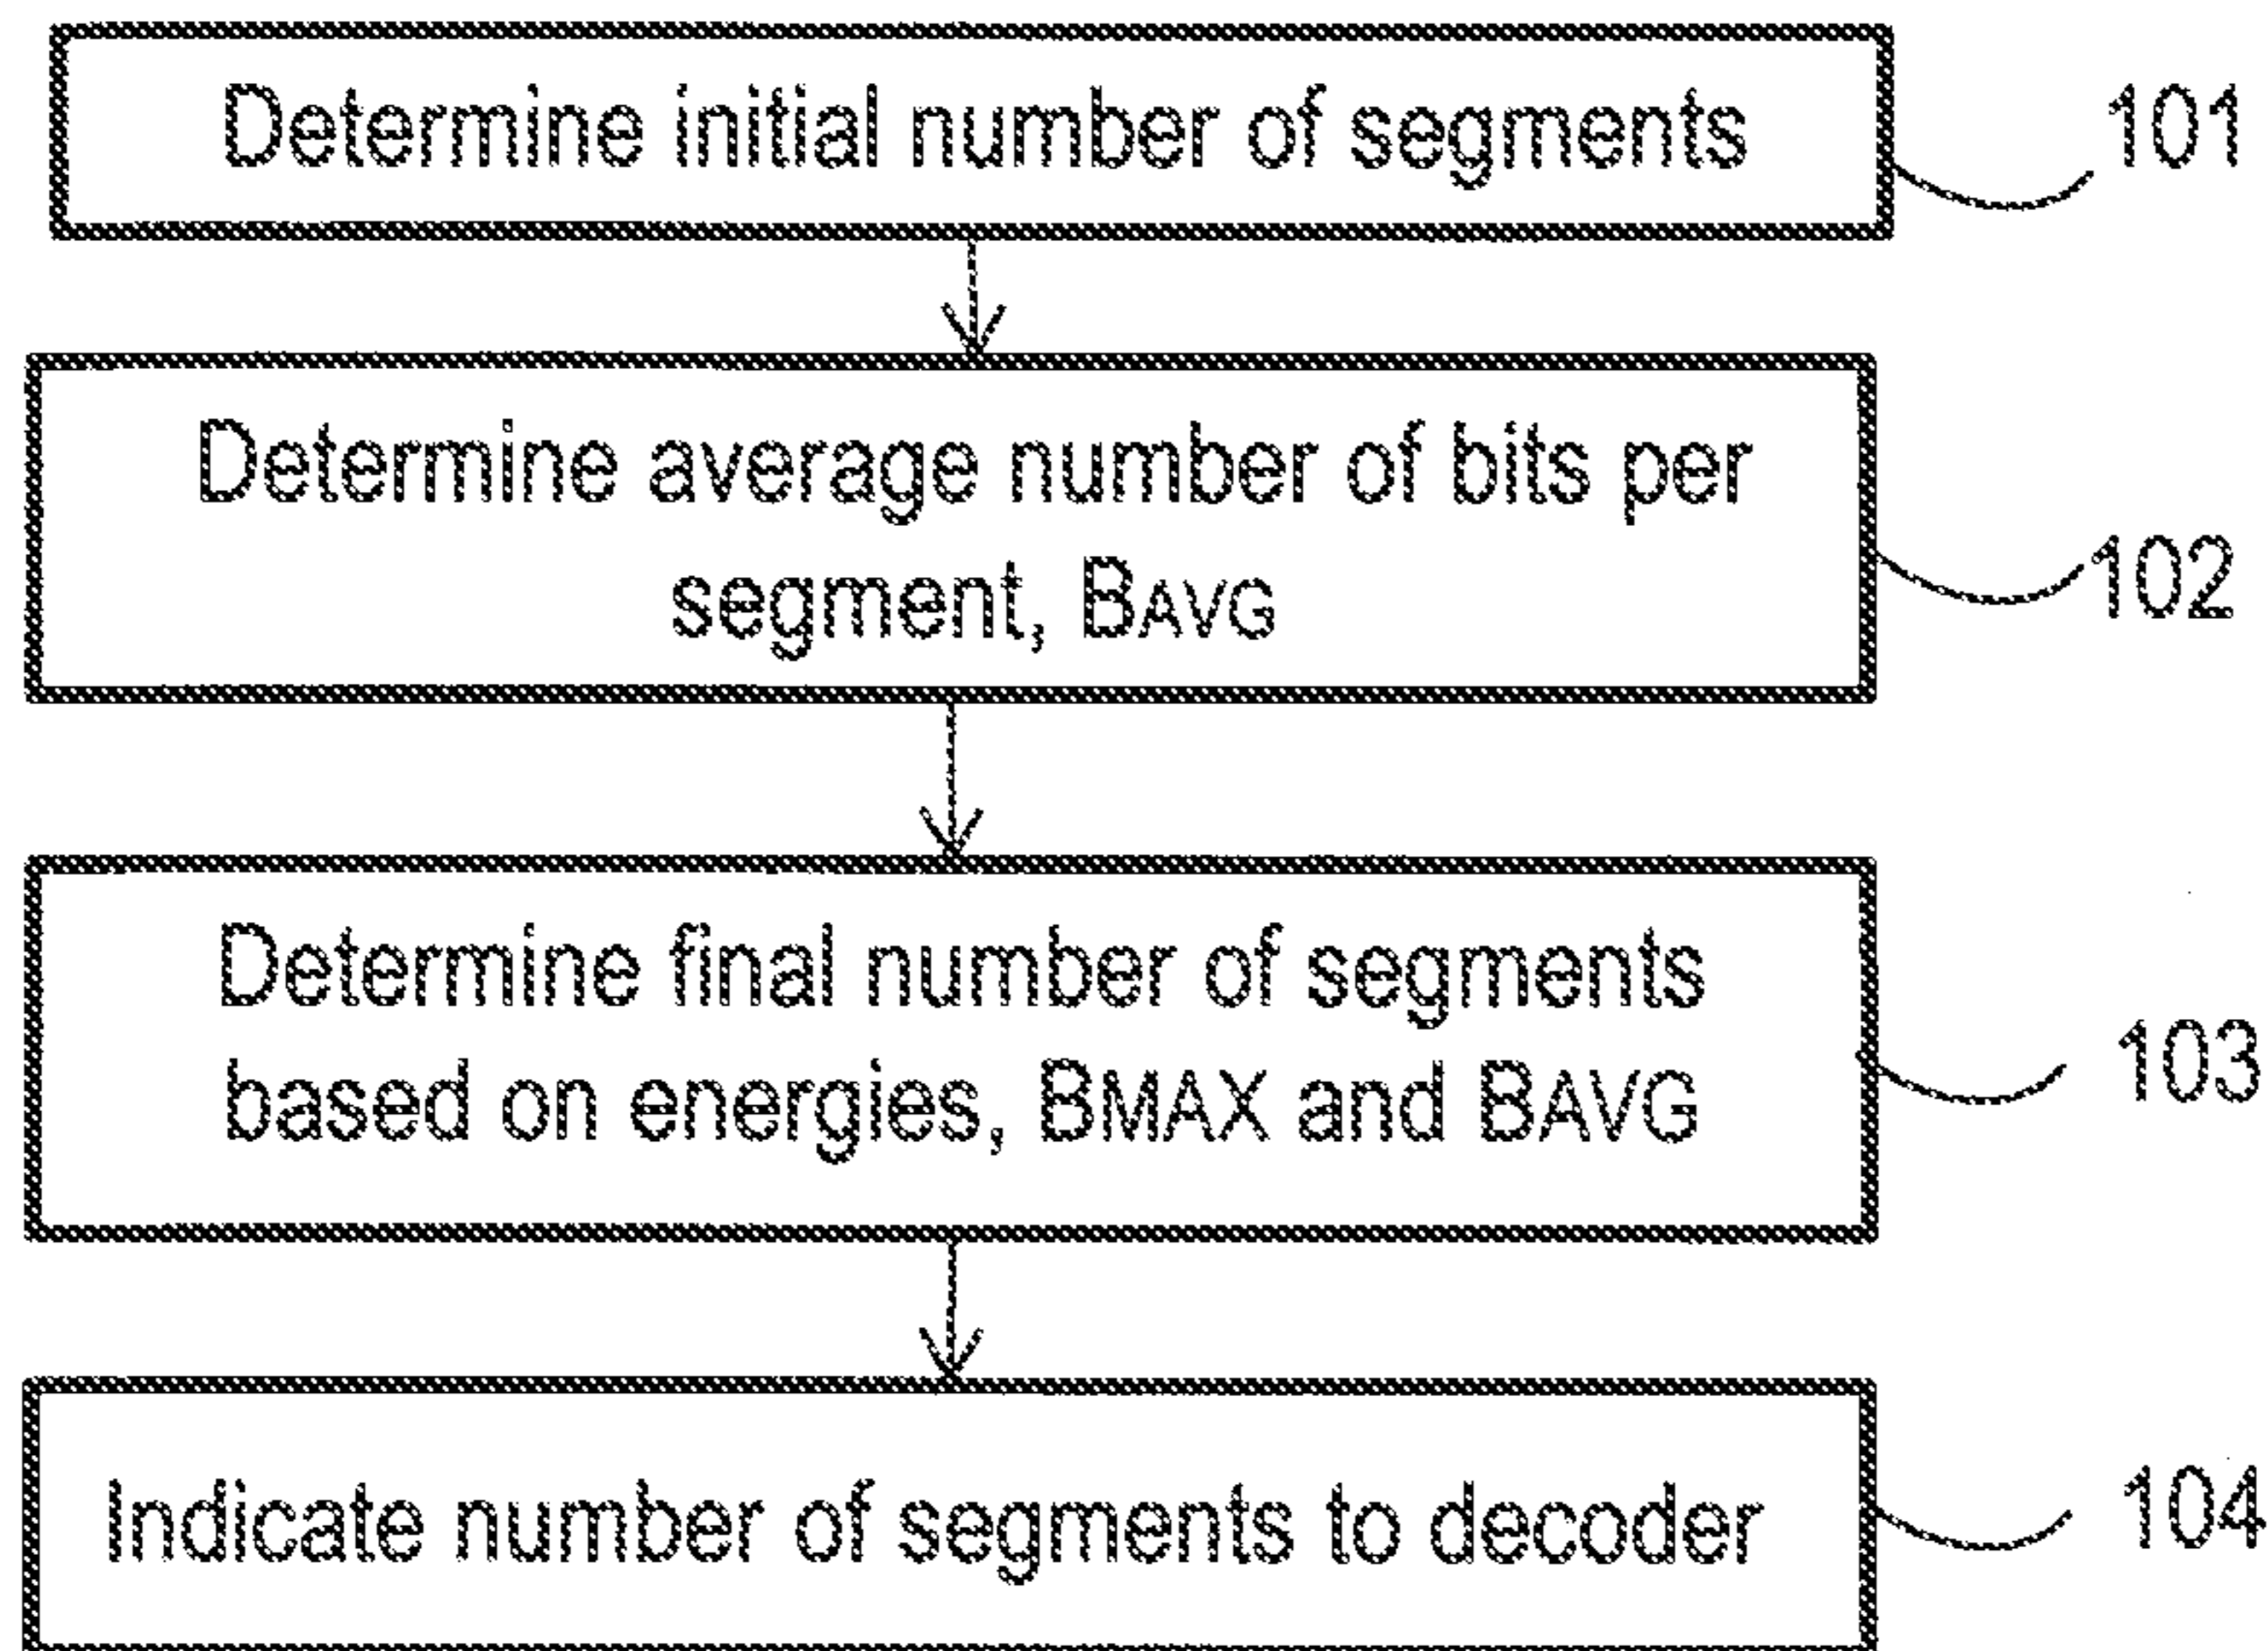 Determine initial number of segments
101
Determine average number of bits per
segment, BAVG
102
Determine final number of segments
based on energies, BMAX and BAVG
103
Indicate number of segments to decoder
104